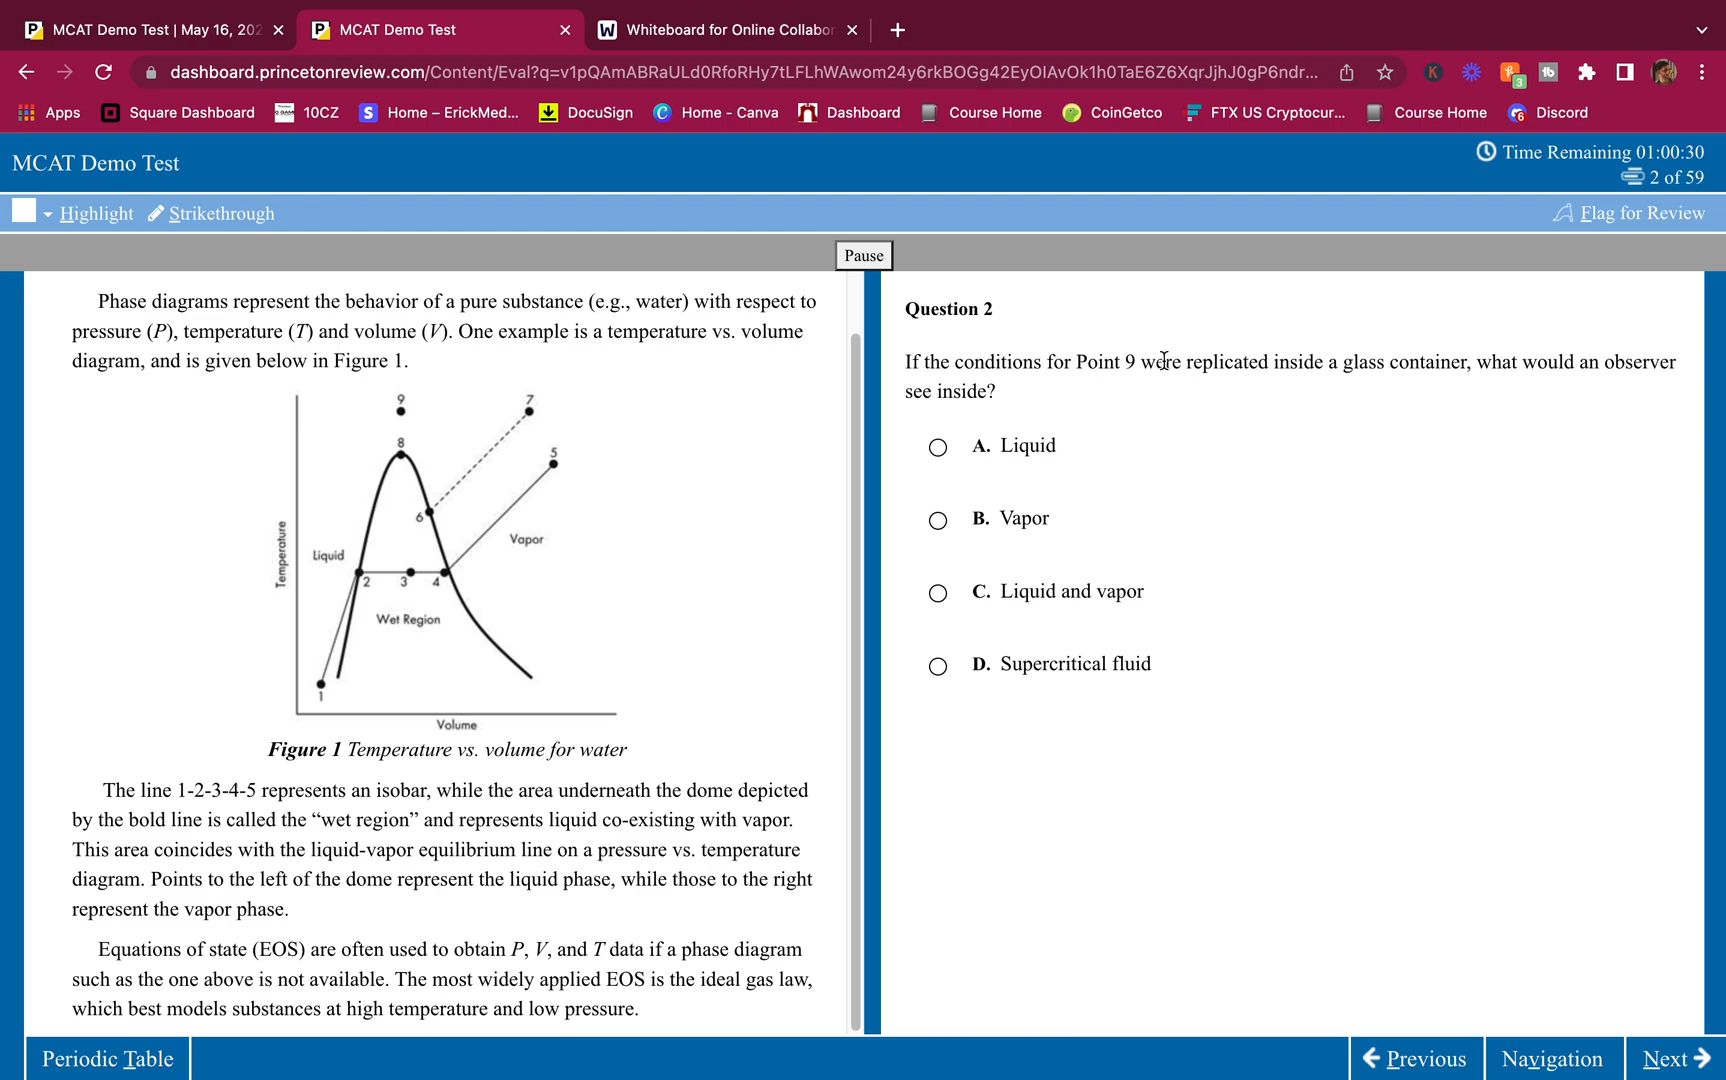 MCAT Demo Test | May 16, 202
MCAT Demo Test
Whiteboard for Online Collabor
dashboard.princetonreview.com/Content/Eval?q=v1pQAmABRaULd0RfoRHy7tLFLhWAwom24y6rkBOGg42EyOIAvOk1h0TaE6Z6XqrJjhJ0gP6ndr...
Apps
Square Dashboard
10CZ
Home – ErickMed...
DocuSign
Home - Canva
Dashboard
Course Home
CoinGetco
FTX US Cryptocur...
Course Home
Discord
MCAT Demo Test
Time Remaining 01:00:30
2 of 59
Highlight
Strikethrough
Flag for Review
Pause
Phase diagrams represent the behavior of a pure substance (e.g., water) with respect to
pressure (P), temperature (T) and volume (V). One example is a temperature vs. volume
diagram, and is given below in Figure 1.
9
7
8
5
6
Vapor
Liquid
Temperature
2
3
4
Wet Region
1
Volume
Figure 1 Temperature vs. volume for water
The line 1-2-3-4-5 represents an isobar, while the area underneath the dome depicted
by the bold line is called the “wet region” and represents liquid co-existing with vapor.
This area coincides with the liquid-vapor equilibrium line on a pressure vs. temperature
diagram. Points to the left of the dome represent the liquid phase, while those to the right
represent the vapor phase.
Equations of state (EOS) are often used to obtain P, V, and T data if a phase diagram
such as the one above is not available. The most widely applied EOS is the ideal gas law,
which best models substances at high temperature and low pressure.
Question 2
If the conditions for Point 9 were replicated inside a glass container, what would an observer
see inside?
A. Liquid
B. Vapor
C. Liquid and vapor
D. Supercritical fluid
Periodic Table
Previous
Navigation
Next